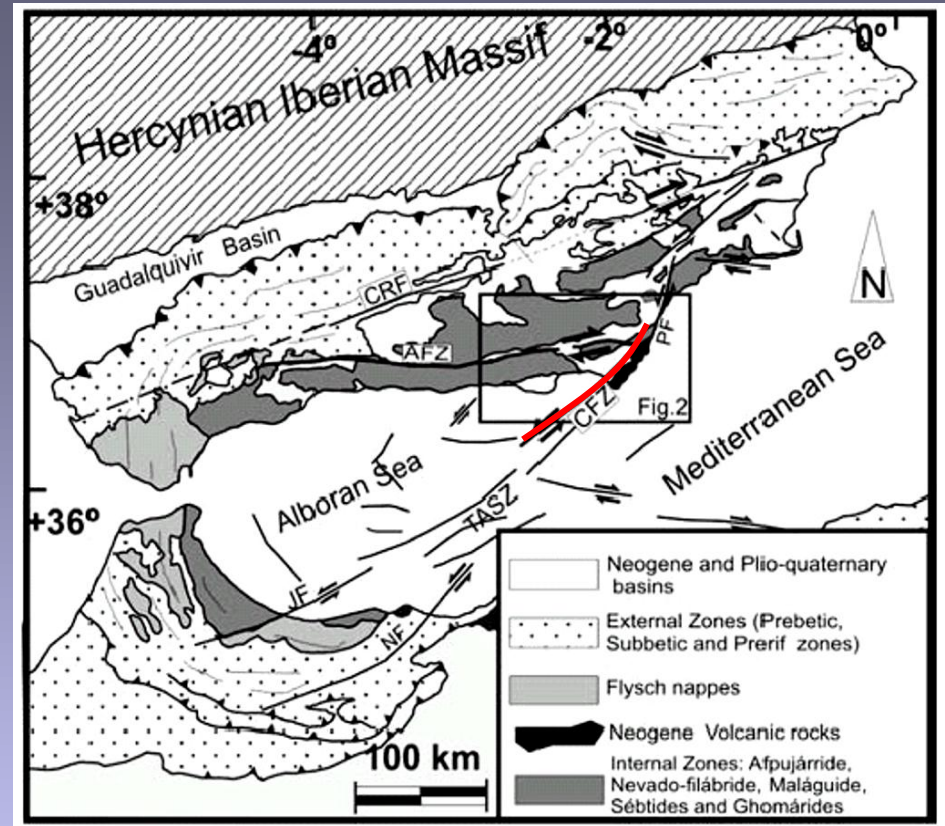 -4º
-2º
0º
Hercynian Iberian Massif
+38º
Guadalquivir Basin
CRF
N
AFZ
PF
CFZ
Fig.2
Mediterranean Sea
Alboran Sea
+36º
TASZ
JF
NF
Neogene and Plio-quaternary
basins
External Zones (Prebetic,
Subbetic and Prerif zones)
Flysch nappes
Neogene Volcanic rocks
Internal Zones: Afpujárride,
Nevado-filábride, Maláguide,
Sébtides and Ghomárides
100 km